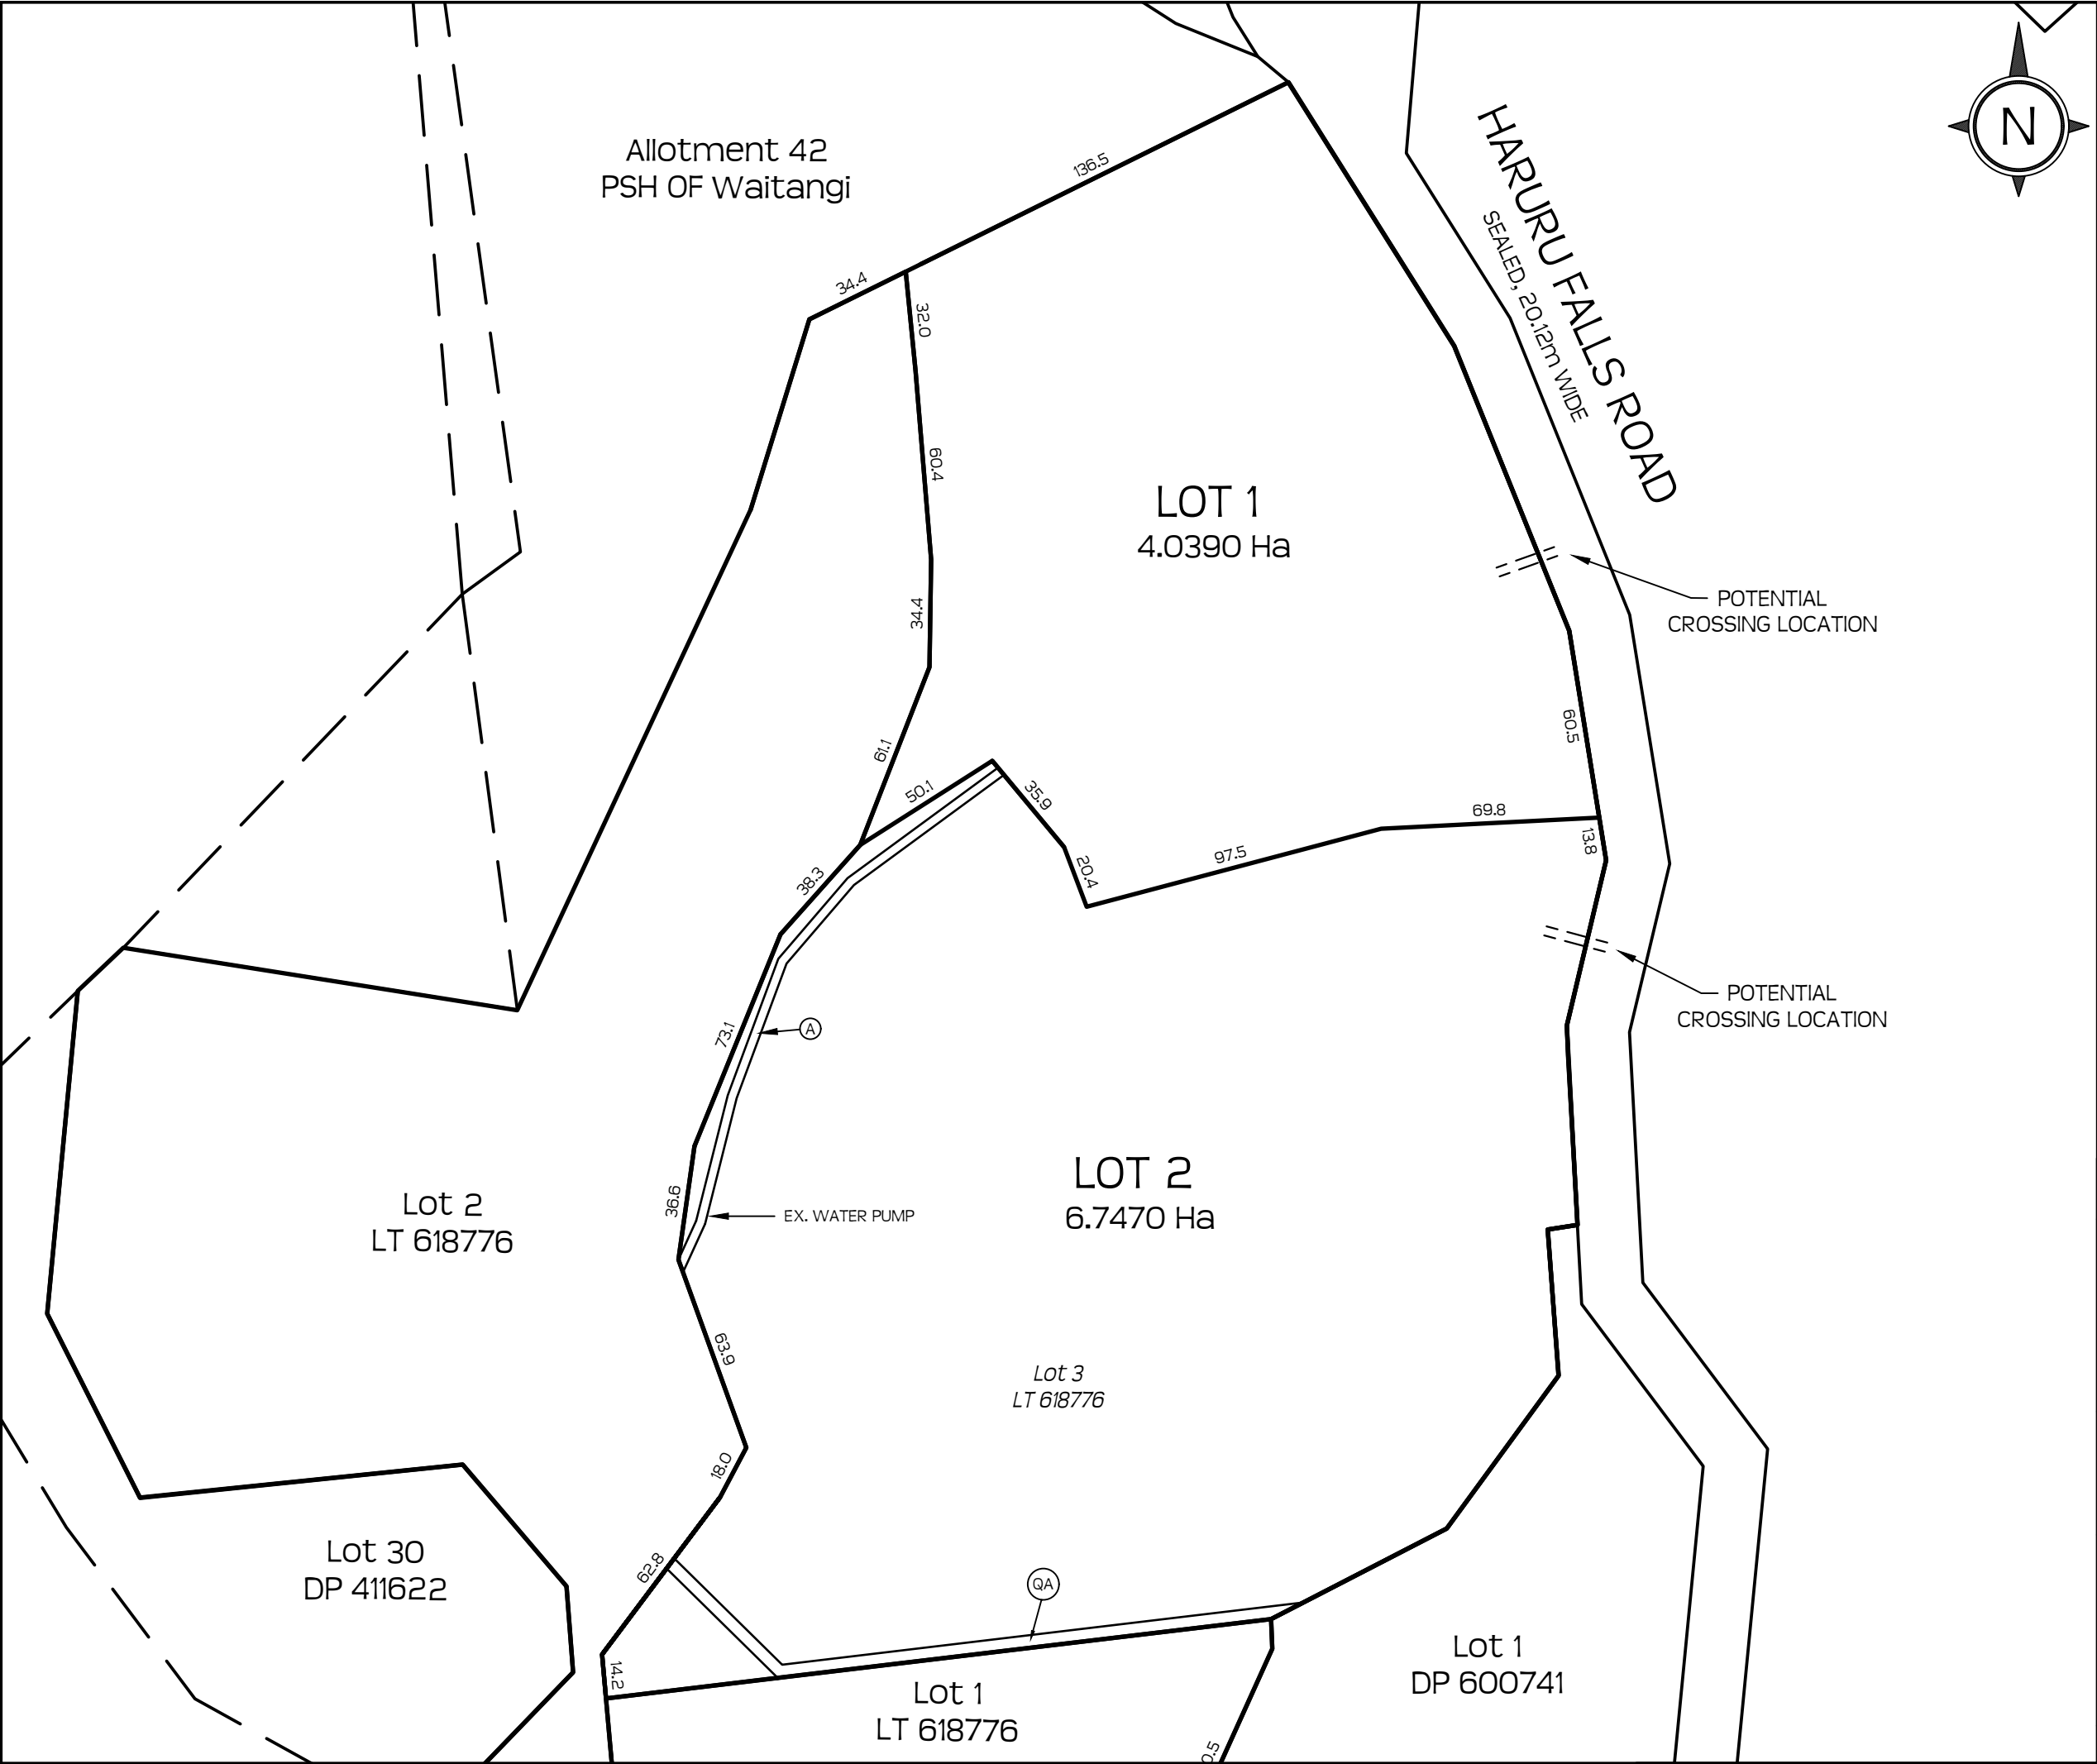 N
Allotment 42
PSH OF Waitangi
136.5
34.4
32.0
60.4
34.4
61.1
HARURU FALLS ROAD
SEALED, 20.12m WIDE
LOT 1
4.0390 Ha
POTENTIAL
CROSSING LOCATION
60.5
50.1
35.9
20.4
97.5
69.8
13.8
38.3
73.1
A
POTENTIAL
CROSSING LOCATION
36.6
EX. WATER PUMP
LOT 2
6.7470 Ha
Lot 2
LT 618776
63.9
Lot 3
LT 618776
18.0
62.8
14.2
Lot 30
DP 411622
QA
Lot 1
LT 618776
Lot 1
DP 600741
0.5